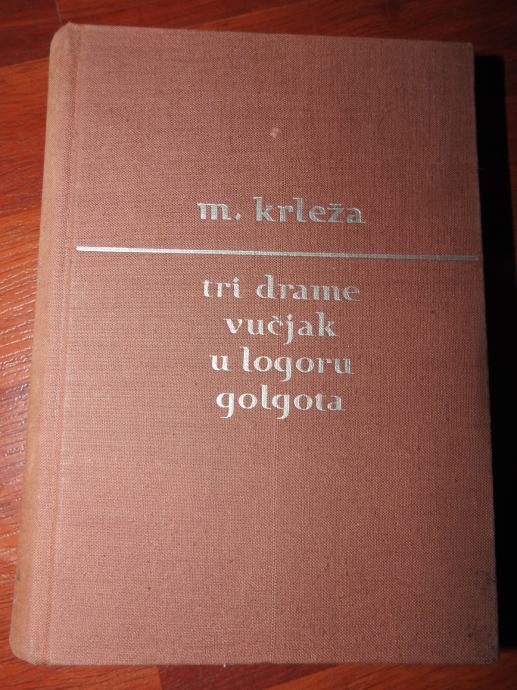 m. krleža
tri drame
vučjak
u logoru
golgota